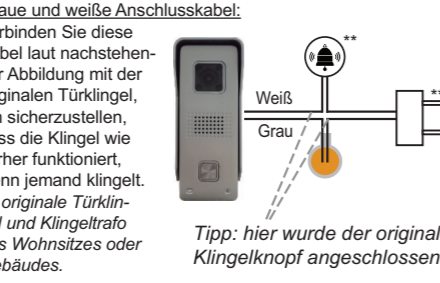 aue und weiße Anschlusskabel:
rbinden Sie diese
bel laut nachstehen-
r Abbildung mit der
ginalen Türklingel,
n sicherzustellen,
ss die Klingel wie
rher funktioniert,
enn jemand klingelt.
originale Türklin-
l und Klingeltrafo
s Wohnsitzes oder
ebäudes.
**
**
Weiß
Grau
Tipp: hier wurde der original
Klingelknopf angeschlossen